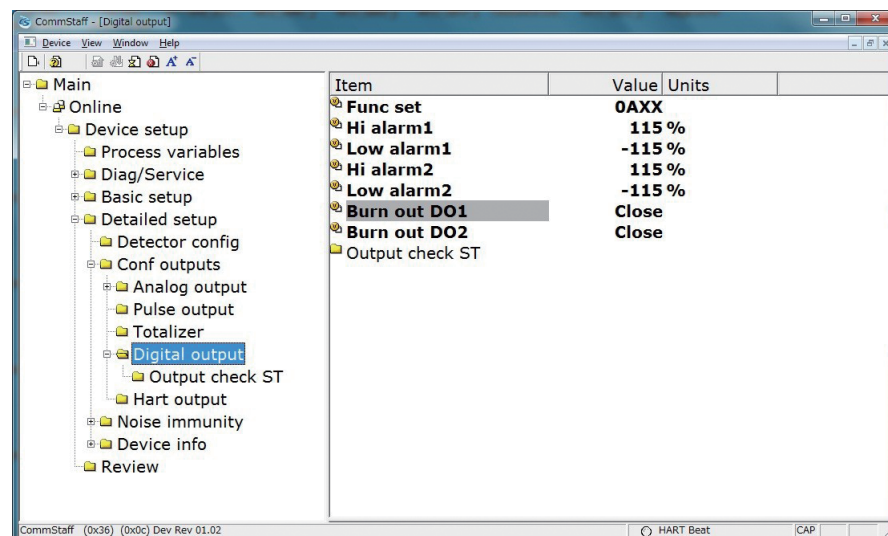 CommStaff - [Digital output]
Device View Window Help
Main
Online
Device setup
Process variables
Diag/Service
Basic setup
Detailed setup
Detector config
Conf outputs
Analog output
Pulse output
Totalizer
Digital output
Output check ST
Hart output
Noise immunity
Device info
Review
Item Value Units
Func set 0AXX
Hi alarm1 115 %
Low alarm1 -115 %
Hi alarm2 115 %
Low alarm2 -115 %
Burn out DO1 Close
Burn out DO2 Close
Output check ST
CommStaff (0x36) (0x0c) Dev Rev 01.02 HART Beat CAP